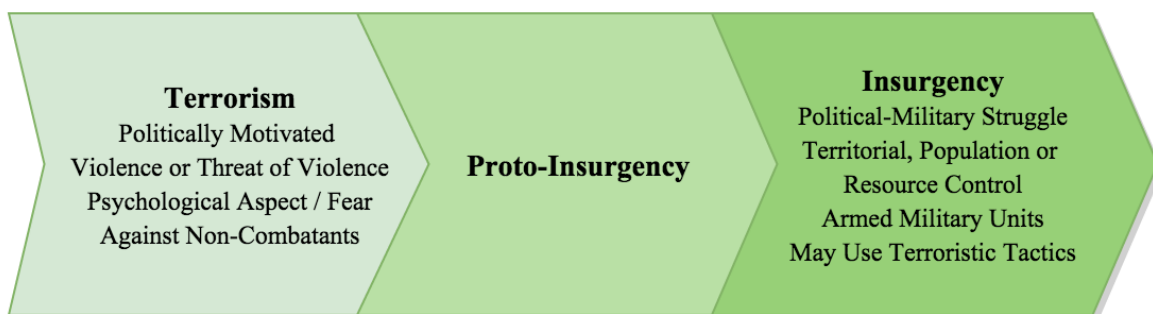 Terrorism
Politically Motivated
Violence or Threat of Violence
Psychological Aspect / Fear
Against Non-Combatants
Proto-Insurgency
Insurgency
Political-Military Struggle
Territorial, Population or
Resource Control
Armed Military Units
May Use Terroristic Tactics